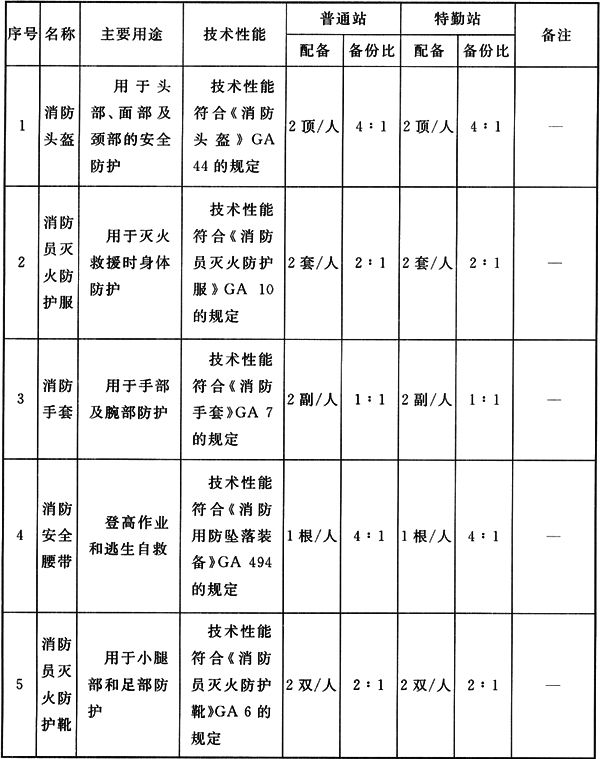 序号 名称 主要用途 技术性能 普通站 特勤站 备注
配备 备份比 配备 备份比
1 消防头盔 用于头部、面部及颈部的安全防护 技术性能符合《消防头盔》GA 44的规定 2顶/人 4：1 2顶/人 4：1 —
2 消防员灭火防护服 用于灭火救援时身体防护 技术性能符合《消防员灭火防护服》GA 10的规定 2套/人 2：1 2套/人 2：1 —
3 消防手套 用于手部及腕部防护 技术性能符合《消防手套》GA 7的规定 2副/人 1：1 2副/人 1：1 —
4 消防安全腰带 登高作业和逃生自救 技术性能符合《消防用防坠落装备》GA 494的规定 1根/人 4：1 1根/人 4：1 —
5 消防员灭火防护靴 用于小腿部和足部防护 技术性能符合《消防员灭火防护靴》GA 6的规定 2双/人 2：1 2双/人 2：1 —